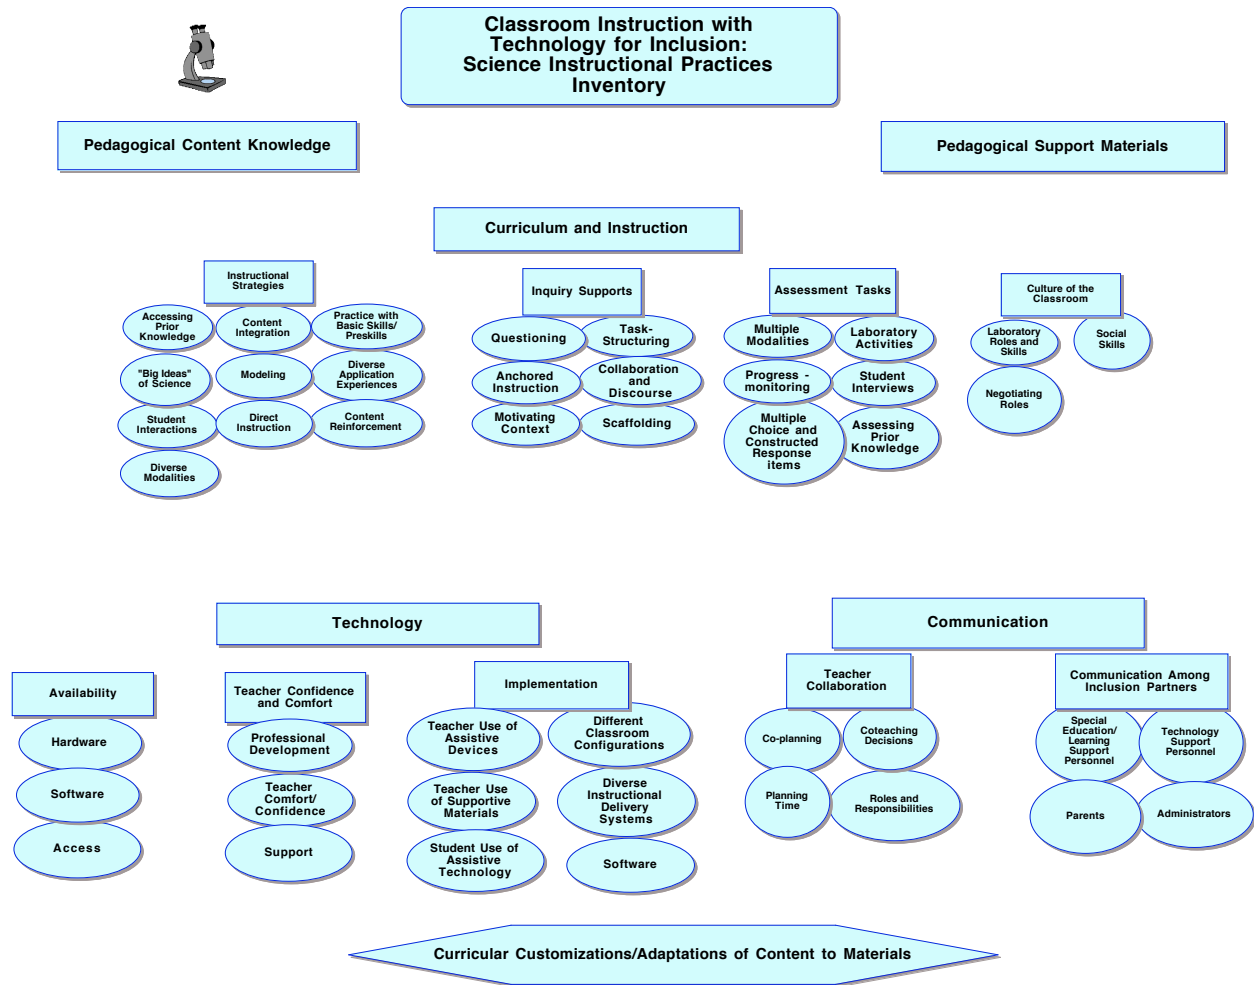 Classroom Instruction with
Technology for Inclusion:
Science Instructional Practices
Inventory
Pedagogical Content Knowledge
Pedagogical Support Materials
Curriculum and Instruction
Instructional
Strategies
Accessing
Prior
Knowledge
Content
Integration
Practice with
Basic Skills/
Preskills
"Big Ideas"
of Science
Modeling
Diverse
Application
Experiences
Student
Interactions
Direct
Instruction
Content
Reinforcement
Diverse
Modalities
Inquiry Supports
Questioning
Task-
Structuring
Anchored
Instruction
Collaboration
and
Discourse
Motivating
Context
Scaffolding
Assessment Tasks
Multiple
Modalities
Laboratory
Activities
Progress -
monitoring
Student
Interviews
Multiple
Choice and
Constructed
Response
items
Assessing
Prior
Knowledge
Culture of the
Classroom
Laboratory
Roles and
Skills
Social
Skills
Negotiating
Roles
Technology
Availability
Hardware
Software
Access
Teacher Confidence
and Comfort
Professional
Development
Teacher
Comfort/
Confidence
Support
Implementation
Teacher Use of
Assistive
Devices
Different
Classroom
Configurations
Teacher Use
of Supportive
Materials
Diverse
Instructional
Delivery
Systems
Student Use of
Assistive
Technology
Software
Communication
Teacher
Collaboration
Co-planning
Coteaching
Decisions
Planning
Time
Roles and
Responsibilities
Communication Among
Inclusion Partners
Special
Education/
Learning
Support
Personnel
Technology
Support
Personnel
Parents
Administrators
Curricular Customizations/Adaptations of Content to Materials